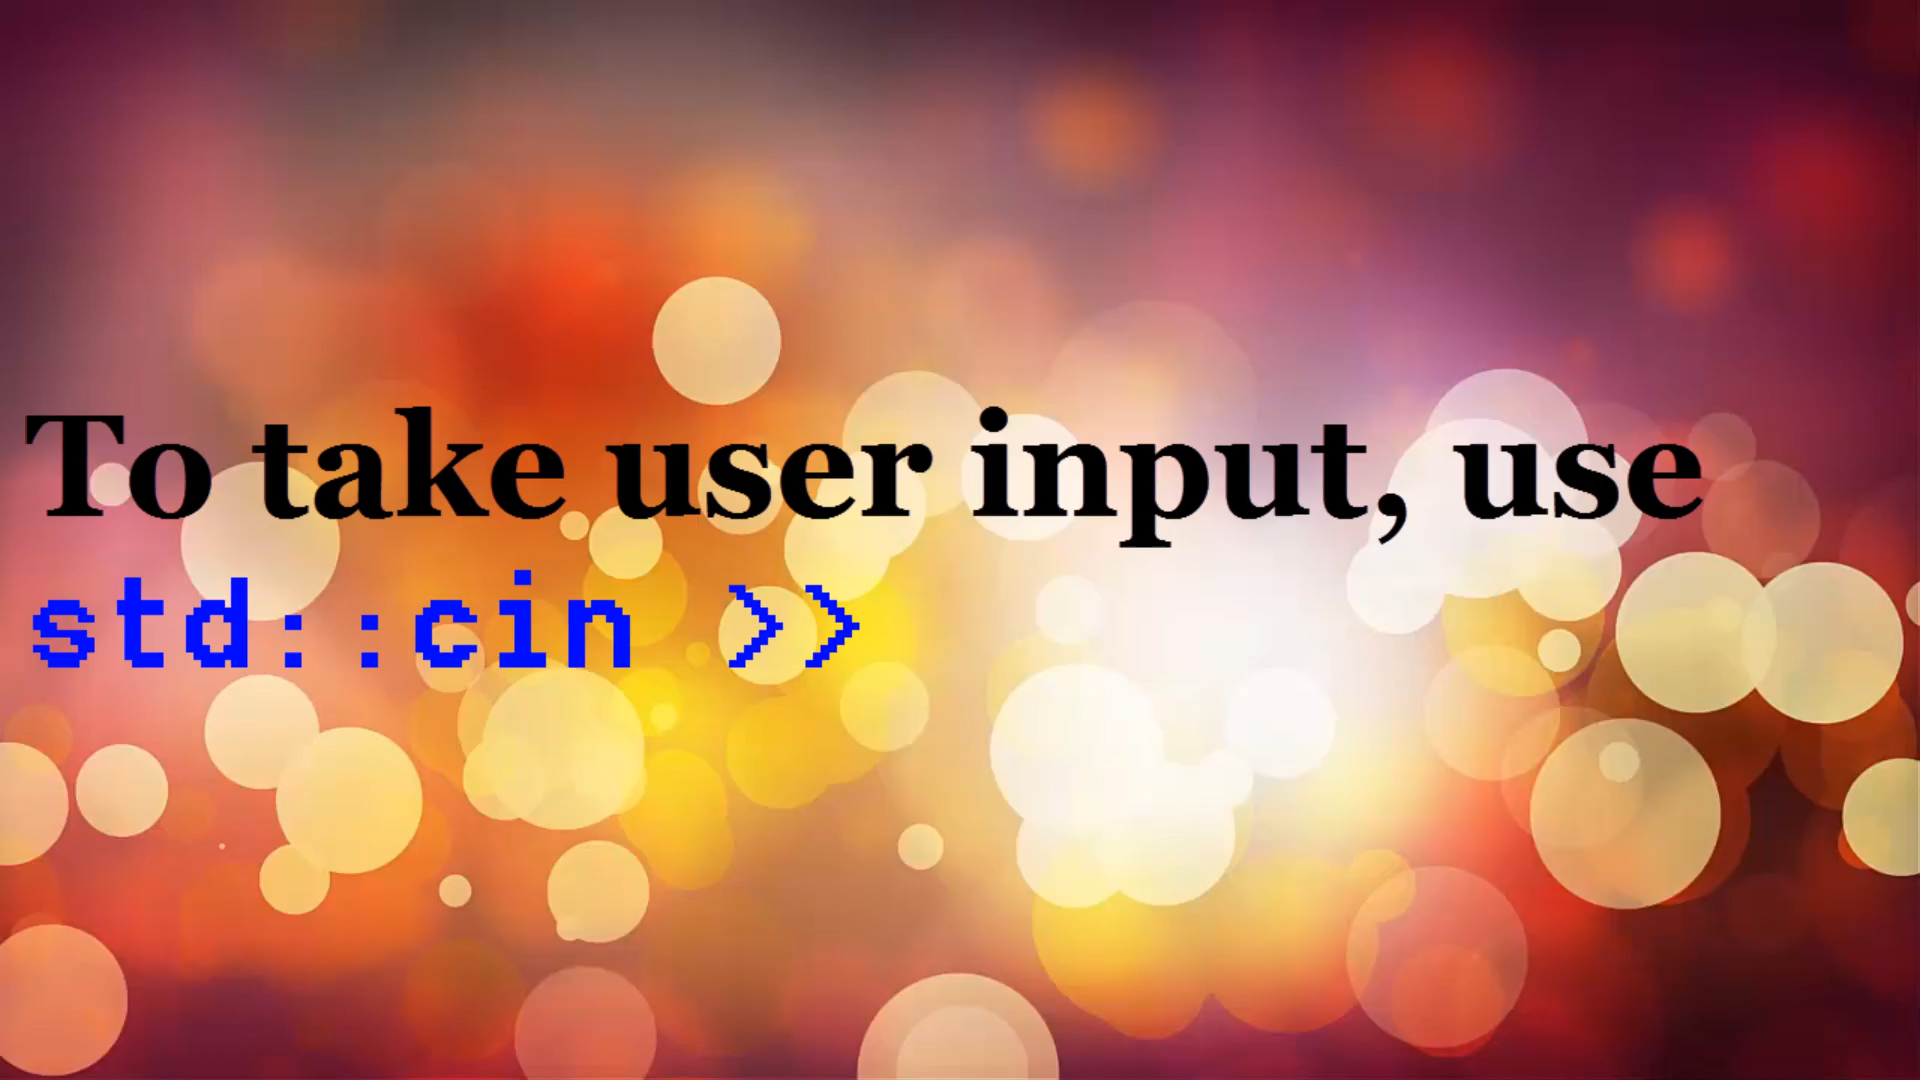 To take user input, use
std::cin >>